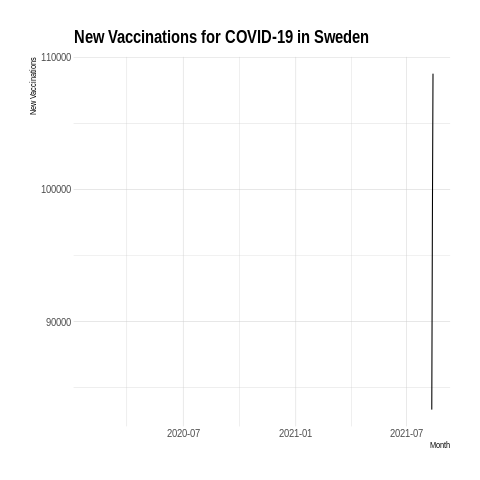 New Vaccinations for COVID-19 in Sweden
New Vaccinations
110000
100000
90000
2020-07
2021-01
2021-07
Month